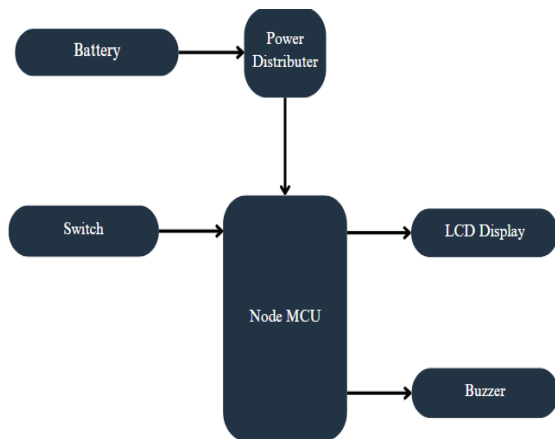 Battery
Power
Distributer
Switch
LCD Display
Node MCU
Buzzer